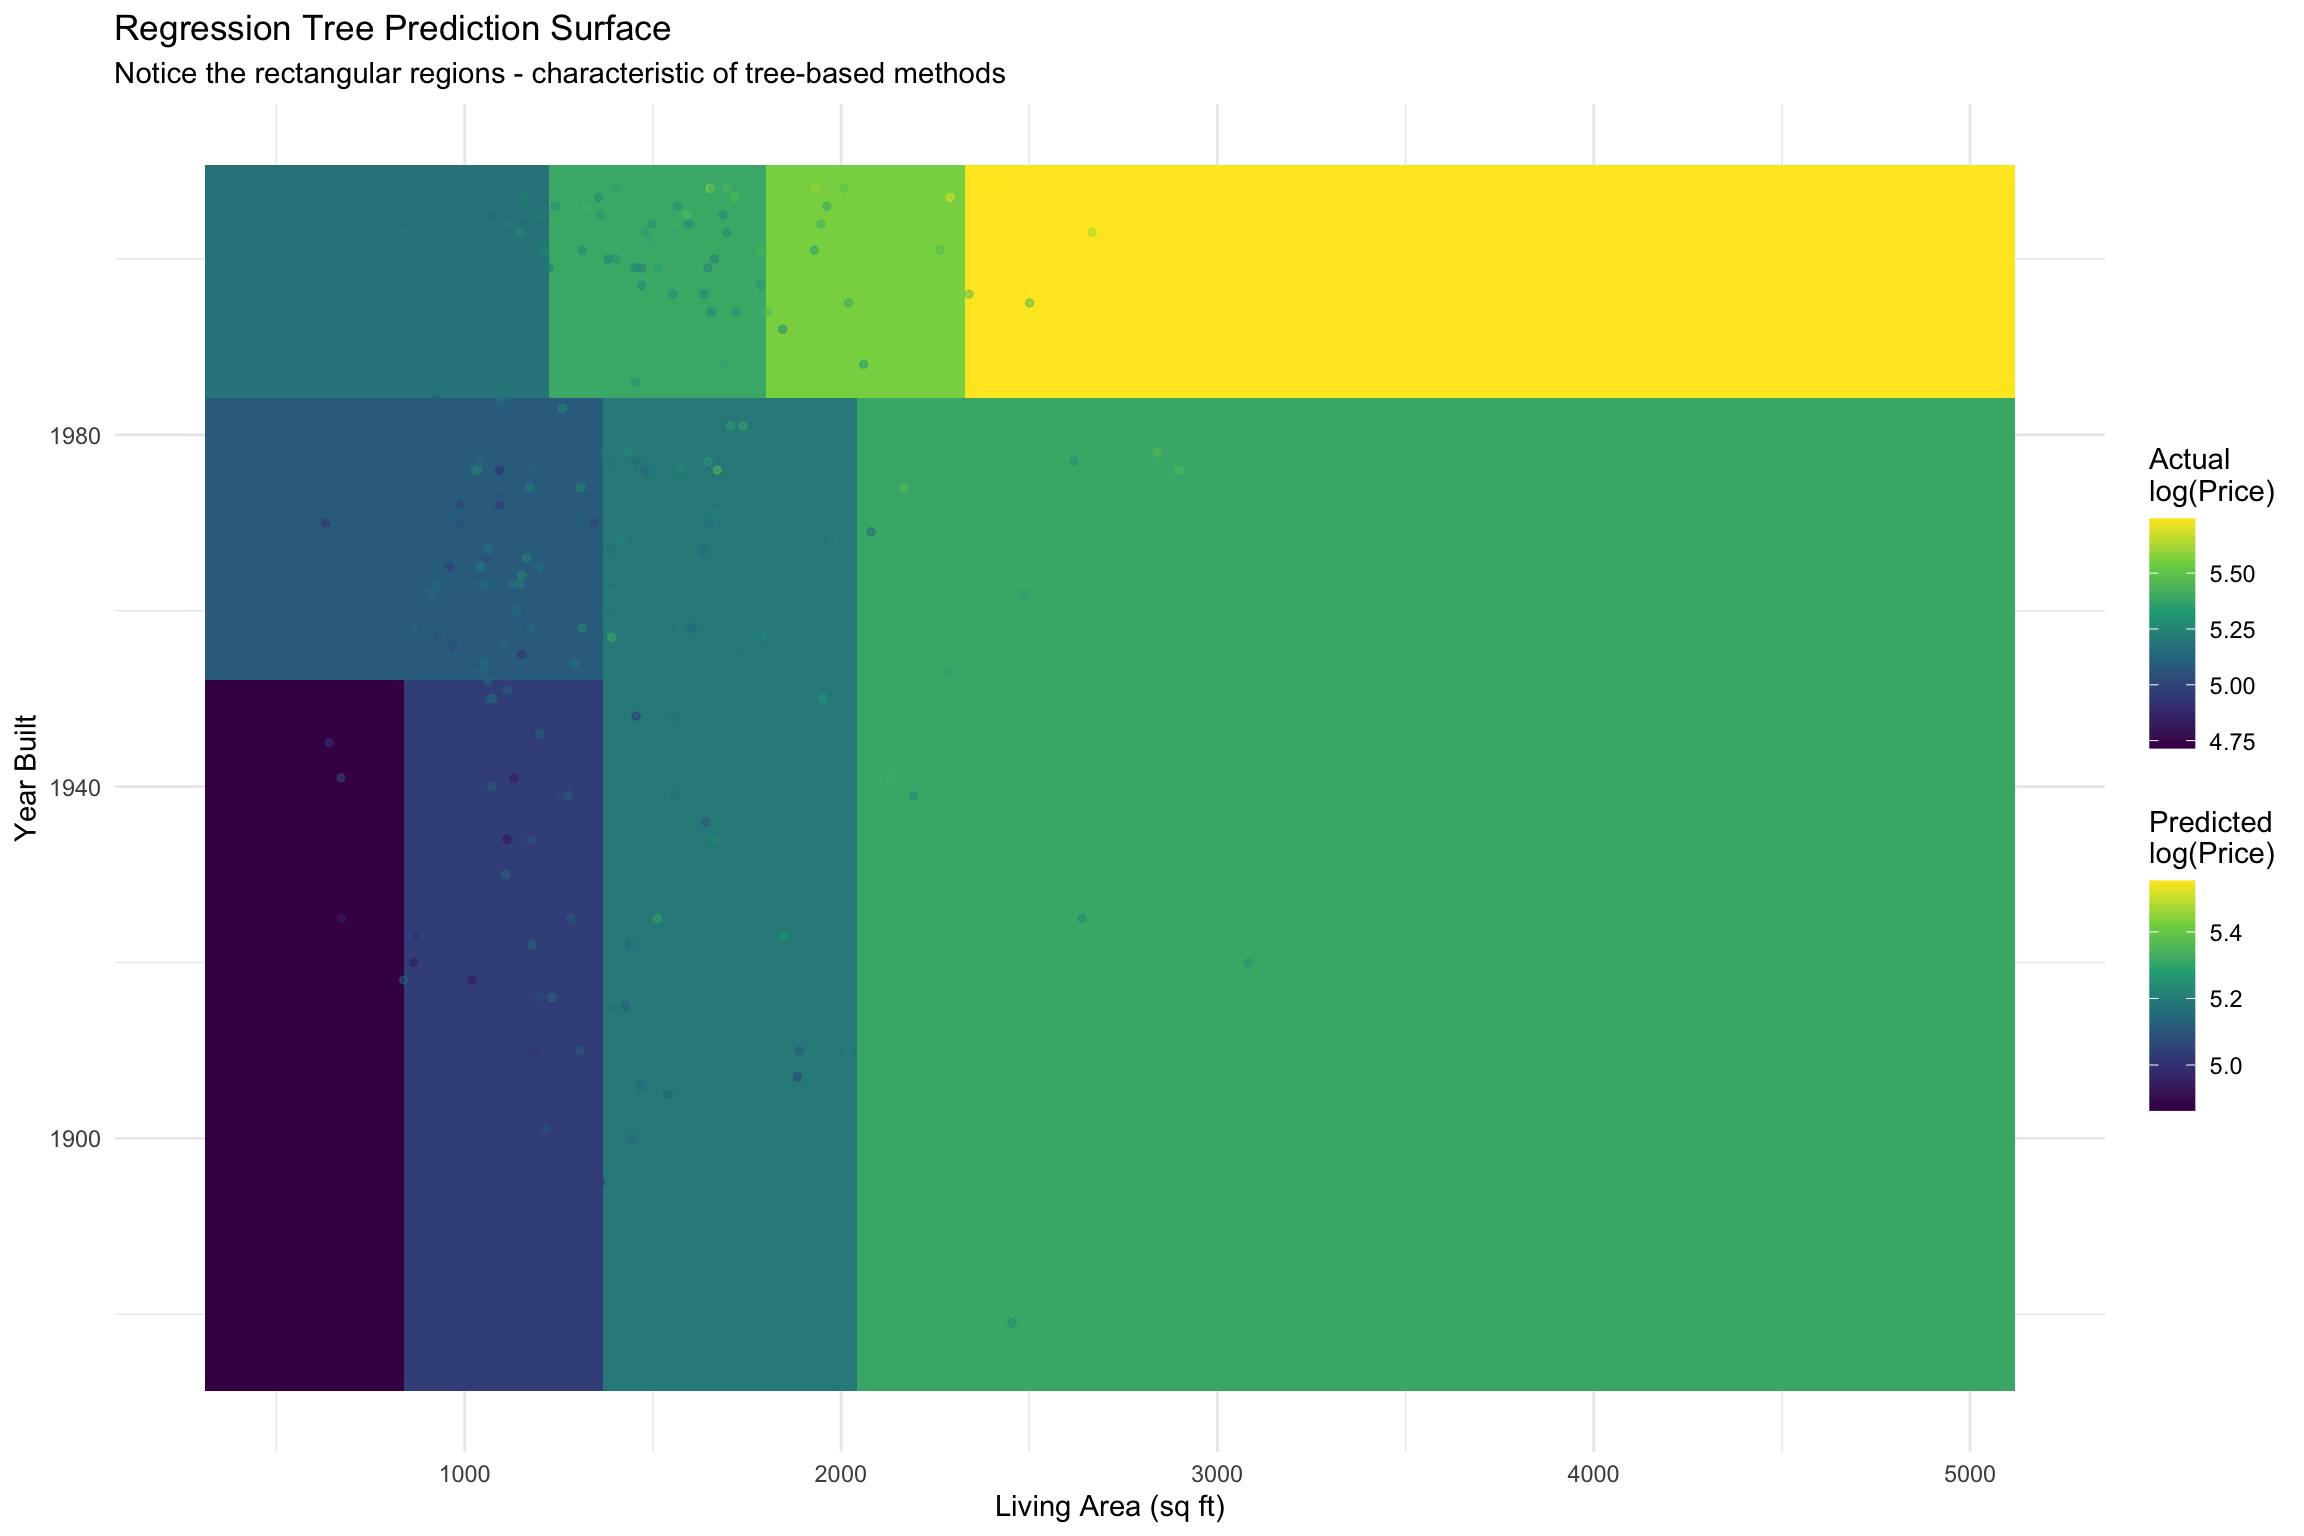 Regression Tree Prediction Surface
Notice the rectangular regions - characteristic of tree-based methods
Year Built
1980
1940
1900
1000
2000
3000
4000
5000
Living Area (sq ft)
Actual
log(Price)
5.50
5.25
5.00
4.75
Predicted
log(Price)
5.4
5.2
5.0